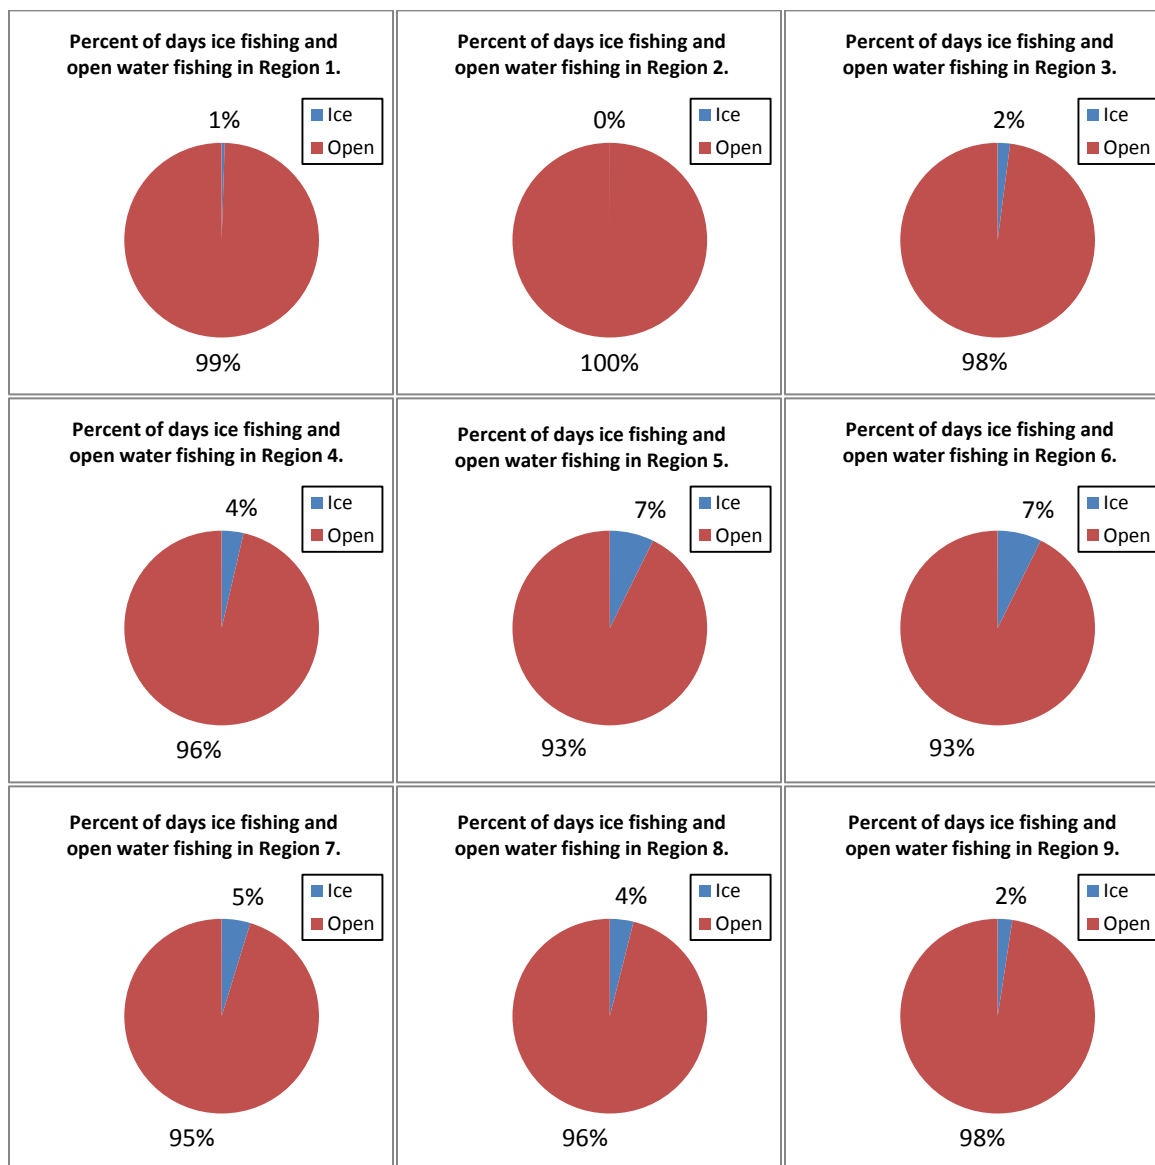 Percent of days ice fishing and
open water fishing in Region 1.
Ice
Open
1%
99%
Percent of days ice fishing and
open water fishing in Region 2.
Ice
Open
0%
100%
Percent of days ice fishing and
open water fishing in Region 3.
Ice
Open
2%
98%
Percent of days ice fishing and
open water fishing in Region 4.
Ice
Open
4%
96%
Percent of days ice fishing and
open water fishing in Region 5.
Ice
Open
7%
93%
Percent of days ice fishing and
open water fishing in Region 6.
Ice
Open
7%
93%
Percent of days ice fishing and
open water fishing in Region 7.
Ice
Open
5%
95%
Percent of days ice fishing and
open water fishing in Region 8.
Ice
Open
4%
96%
Percent of days ice fishing and
open water fishing in Region 9.
Ice
Open
2%
98%